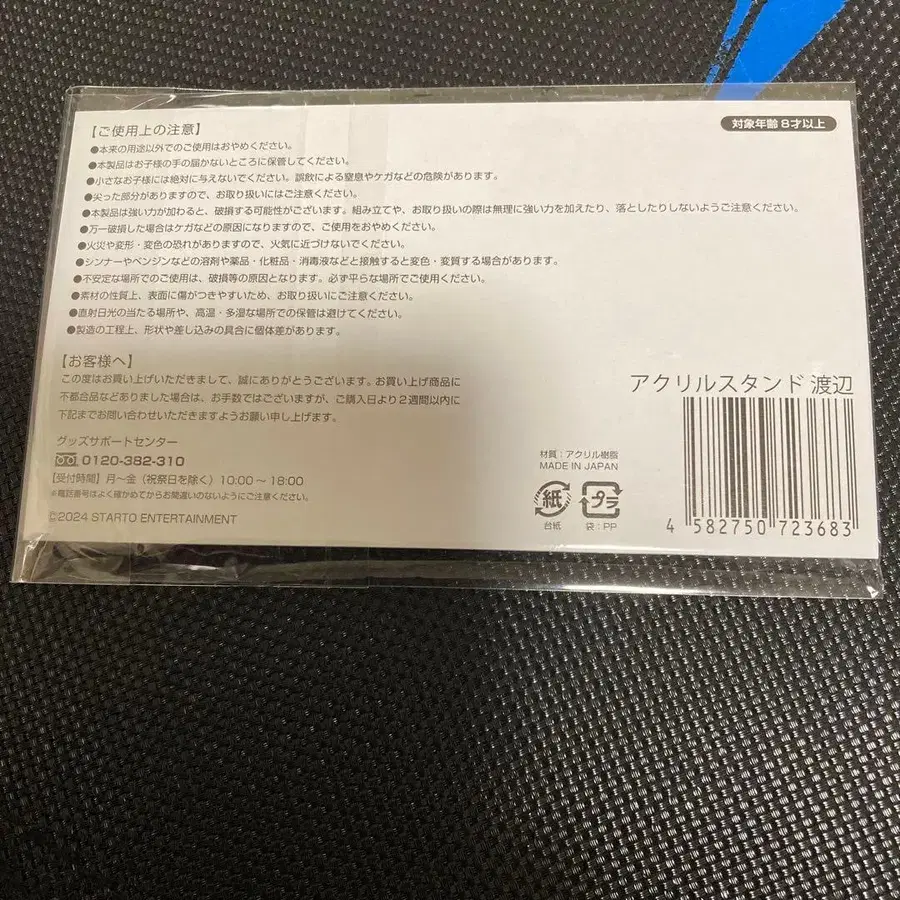 【ご使用上の注意】
対象年齢8才以上
●本来の用途以外でのご使用はおやめください。
●本製品はお子様の手の届かないところに保管してください。
●小さなお子様には絶対に与えないでください。誤飲による窒息やケガなどの危険があります。
●尖った部分がありますので、お取り扱いにはご注意ください。
●本製品は強い力が加わると、破損する可能性がございます。組み立てや、お取り扱いの際は無理に強い力を加えたり、落としたりしないようご注意ください。
●万一破損した場合はケガなどの原因になりますので、ご使用をおやめください。
●火災や変形・変色の恐れがありますので、火気に近づけないでください。
●シンナーやベンジンなどの溶剤や薬品・化粧品・消毒液などと接触すると変色・変質する場合があります。
●不安定な場所でのご使用は、破損等の原因となります。必ず平らな場所でご使用ください。
●素材の性質上、表面に傷がつきやすいため、お取り扱いにご注意ください。
●直射日光の当たる場所や、高温・多湿な場所での保管は避けてください。
●製造の工程上、形状や差し込みの具合に個体差があります。
【お客様へ】
この度はお買い上げいただきまして、誠にありがとうございます。お買い上げ商品に
不都合品などありました場合は、お手数ではございますが、ご購入日より2週間以内に
下記までお問い合わせいただきますようお願い申し上げます。
グッズサポートセンター
0120-382-310
【受付時間】月〜金（祝祭日を除く）10:00〜18:00
※電話番号はよく確かめてからお間違いのないようにご注意ください。
©2024 STARTO ENTERTAINMENT
アクリルスタンド 渡辺
材質：アクリル樹脂
MADE IN JAPAN
紙
台紙
プラ
袋：PP
4 582750 723683